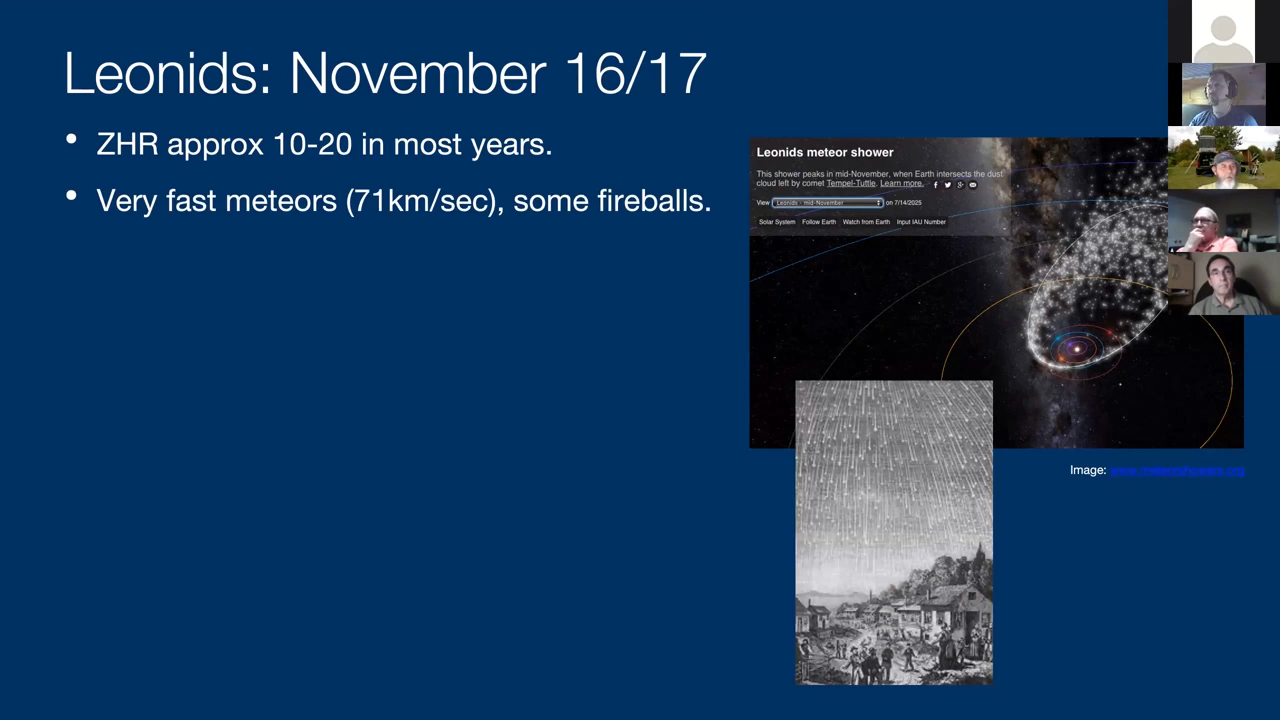 Leonids: November 16/17
• ZHR approx 10-20 in most years.
• Very fast meteors (71km/sec), some fireballs.
Leonids meteor shower
This shower peaks in mid-November, when Earth intersects the dust
cloud left by comet Tempel-Tuttle. Learn more.
View Leonids - mid-November on 7/14/2025
Solar System Follow Earth Watch from Earth Input IAU Number
Image: www.meteorshowers.org